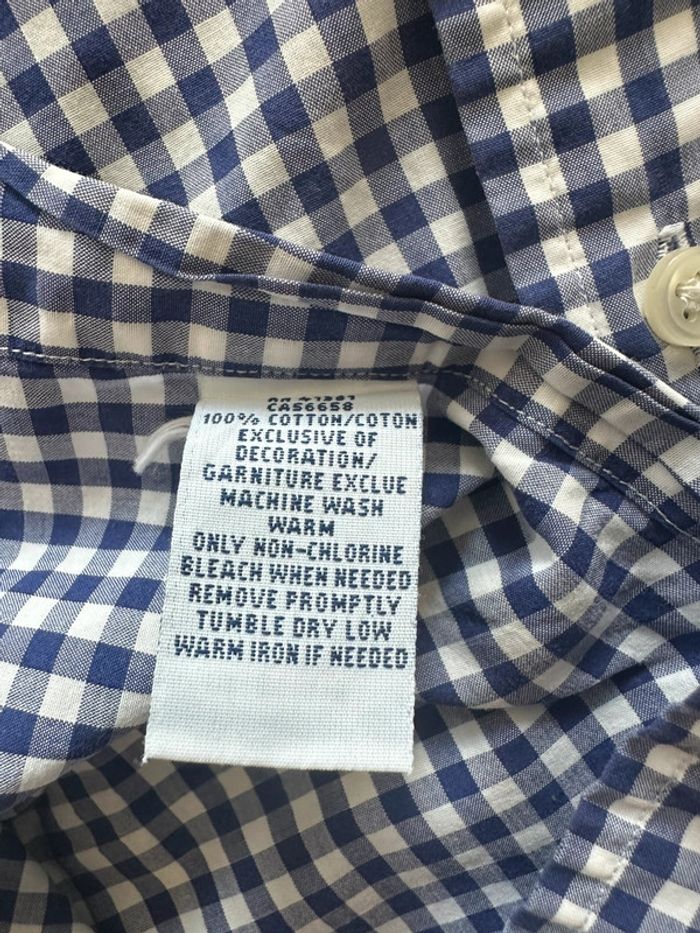 CA56658
100% COTTON/COTON
EXCLUSIVE OF
DECORATION/
GARNITURE EXCLUE
MACHINE WASH
WARM
ONLY NON-CHLORINE
BLEACH WHEN NEEDED
REMOVE PROMPTLY
TUMBLE DRY LOW
WARM IRON IF NEEDED